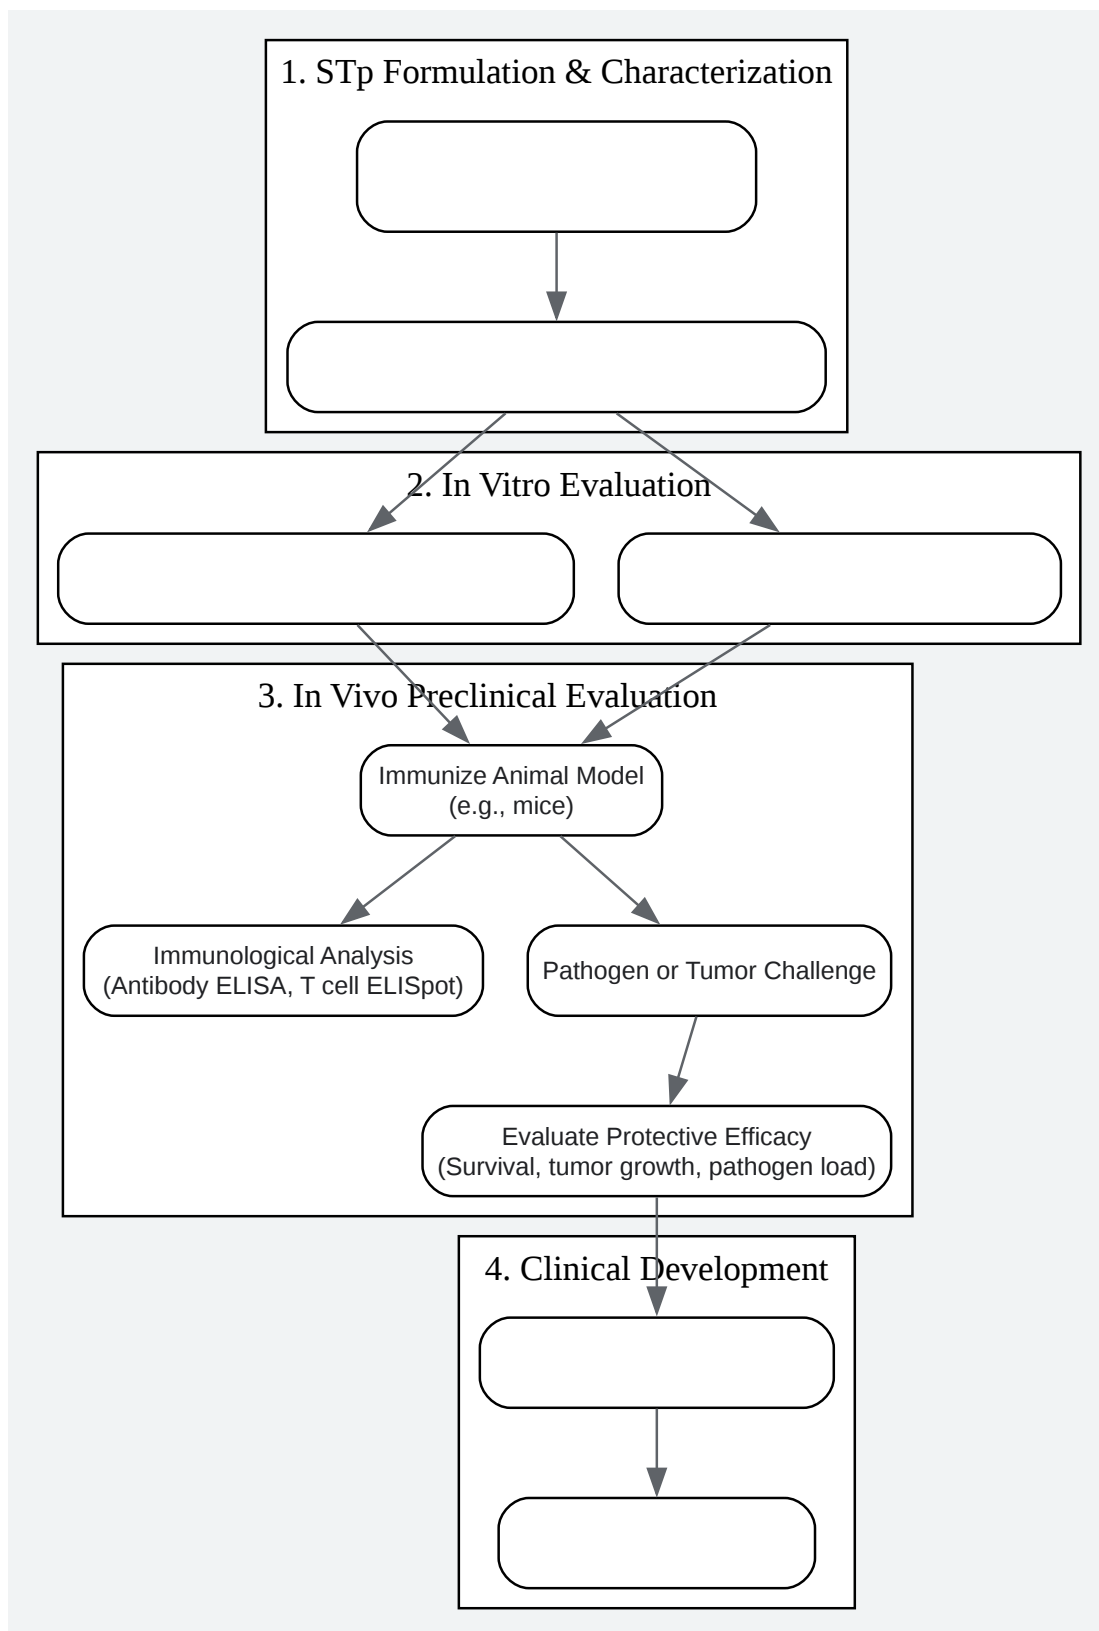 1. STp Formulation & Characterization
2. In Vitro Evaluation
3. In Vivo Preclinical Evaluation
Immunize Animal Model
(e.g., mice)
Immunological Analysis
(Antibody ELISA, T cell ELISpot)
Pathogen or Tumor Challenge
Evaluate Protective Efficacy
(Survival, tumor growth, pathogen load)
4. Clinical Development